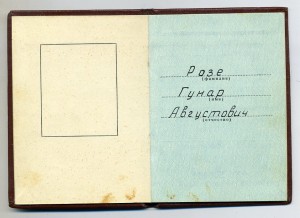 Розе
(фамилия)
Гунар
(имя)
Августович
(отчество)